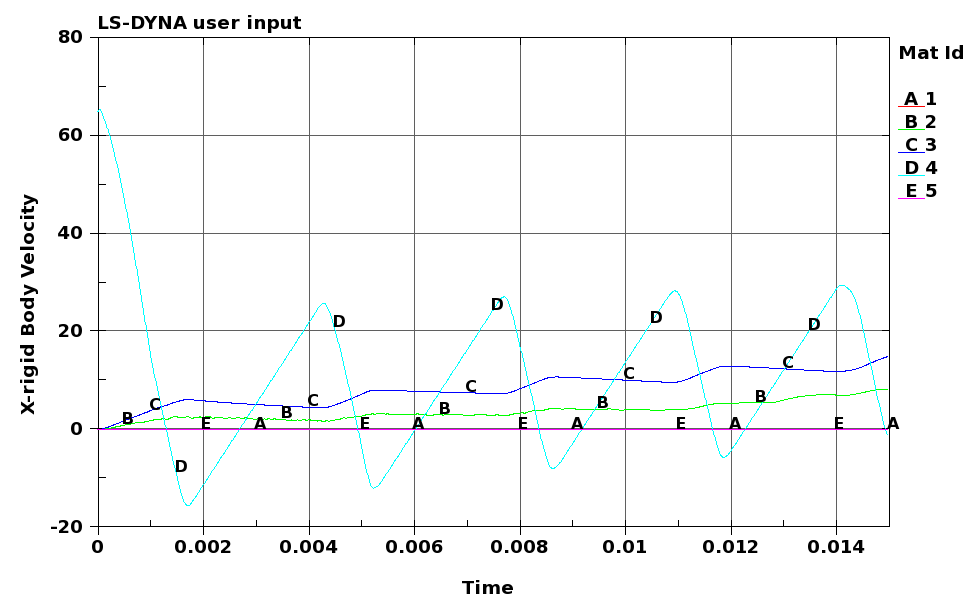 LS-DYNA user input
80
60
40
20
0
-20
X-rigid Body Velocity
0 0.002 0.004 0.006 0.008 0.01 0.012 0.014
Time
Mat Id
A 1
B 2
C 3
D 4
E 5
B C D E A B C D E A B C D E A B C D E A B C D E A